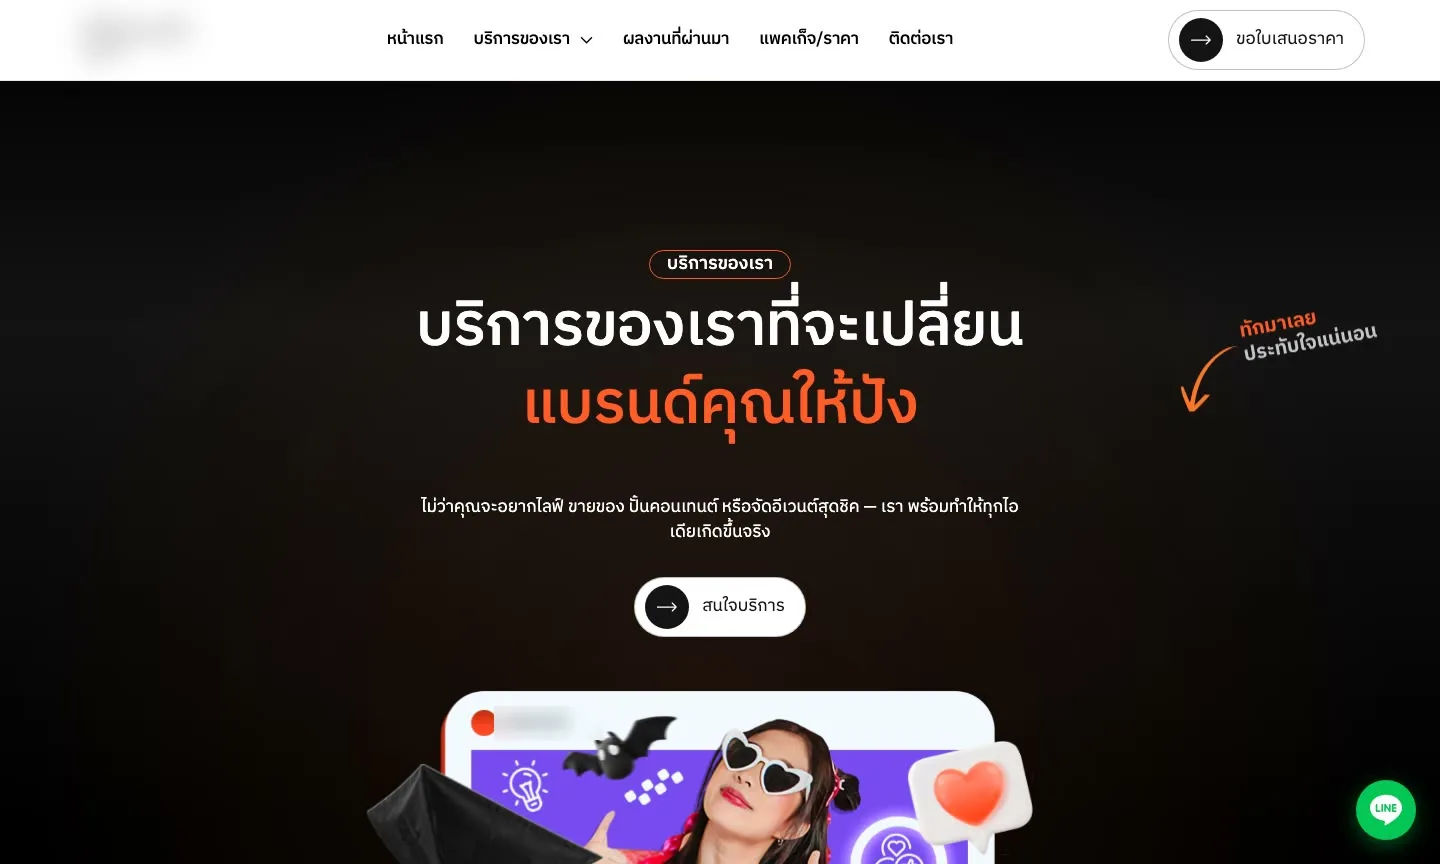 หน้าแรก
บริการของเรา
ผลงานที่ผ่านมา
แพคเก็จ/ราคา
ติดต่อเรา
ขอใบเสนอราคา
บริการของเรา
บริการของเราที่จะเปลี่ยน
แบรนด์คุณให้ปัง
ทักมาเลย
ประทับใจแน่นอน
ไม่ว่าคุณจะอยากไลฟ์ ขายของ ปั้นคอนเทนต์ หรือจัดอีเวนต์สุดชิค — เรา พร้อมทำให้ทุกไอ
เดียเกิดขึ้นจริง
สนใจบริการ
LINE